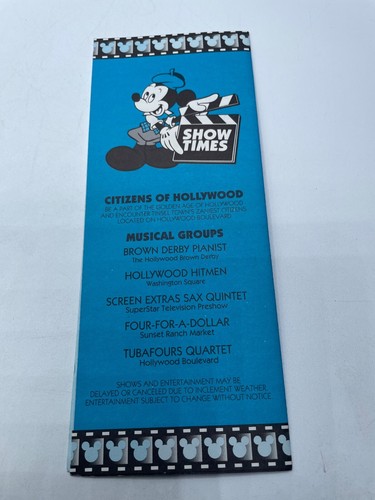 SHOW
TIMES
CITIZENS OF HOLLYWOOD
BE A PART OF THE GOLDEN AGE OF HOLLYWOOD
AND ENCOUNTER TINSEL TOWN'S ZANIEST CITIZENS
LOCATED ON HOLLYWOOD BOULEVARD
MUSICAL GROUPS
BROWN DERBY PIANIST
The Hollywood Brown Derby
HOLLYWOOD HITMEN
Washington Square
SCREEN EXTRAS SAX QUINTET
SuperStar Television Preshow
FOUR-FOR-A-DOLLAR
Sunset Ranch Market
TUBAFOURS QUARTET
Hollywood Boulevard
SHOWS AND ENTERTAINMENT MAY BE
DELAYED OR CANCELED DUE TO INCLEMENT WEATHER
ENTERTAINMENT SUBJECT TO CHANGE WITHOUT NOTICE